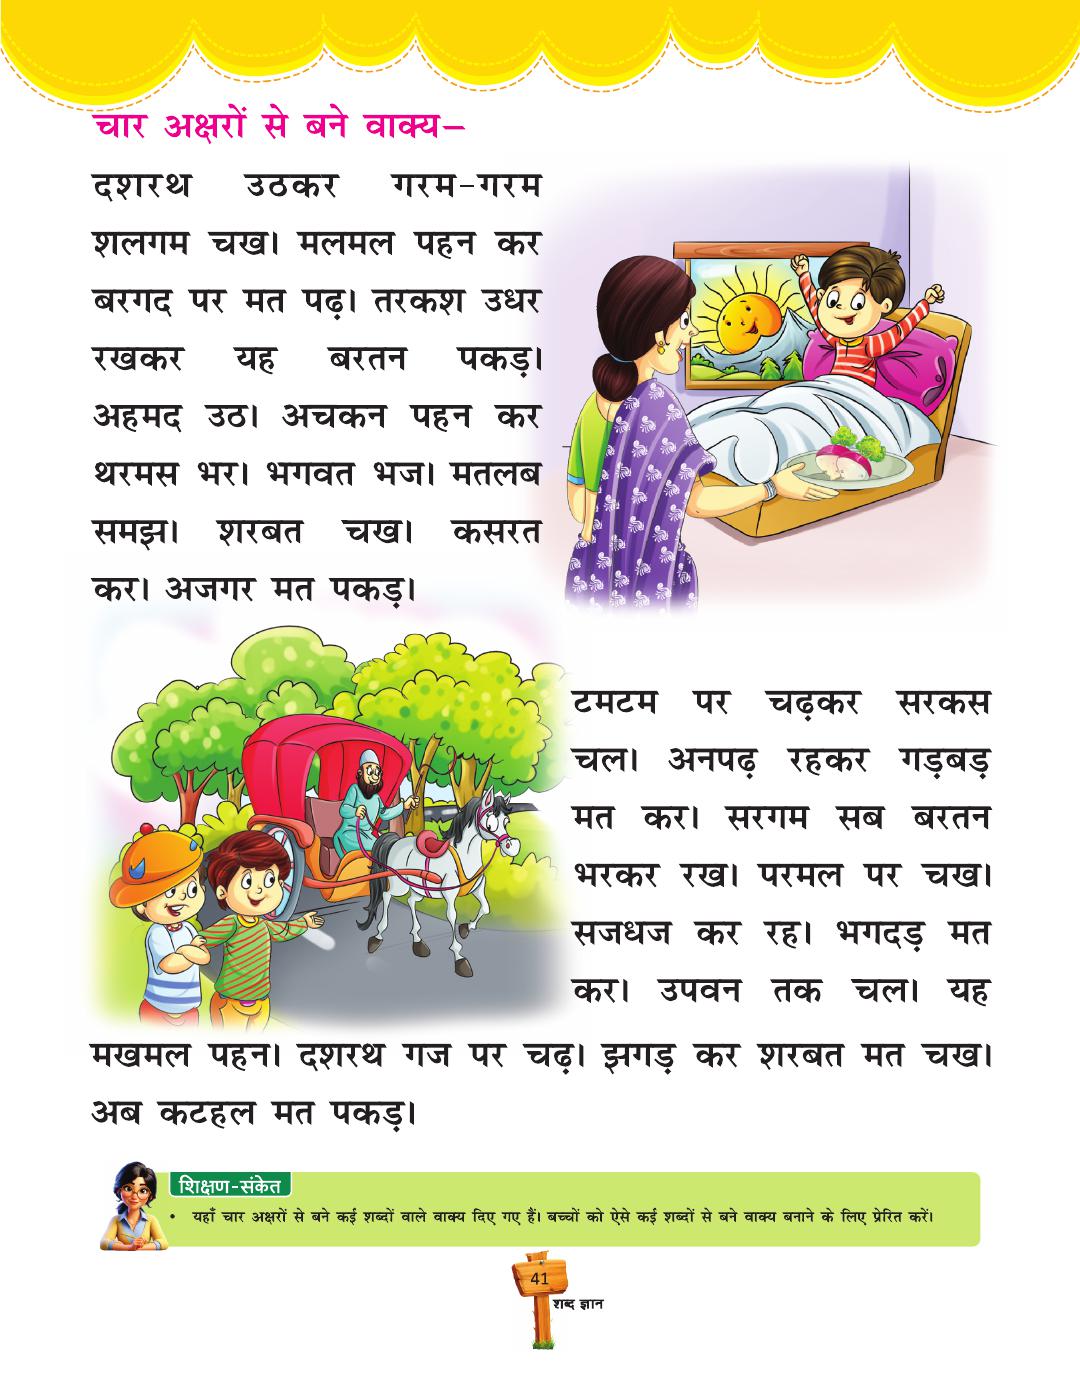 चार अक्षरों से बने वाक्य–
दशरथ उठकर गरम-गरम
शलगम चख। मलमल पहन कर
बरगद पर मत पढ़। तरकश उधर
रखकर यह बरतन पकड़।
अहमद उठ। अचकन पहन कर
थरमस भर। भगवत भज। मतलब
समझ। शरबत चख। कसरत
कर। अजगर मत पकड़।
टमटम पर चढ़कर सरकस
चल। अनपढ़ रहकर गड़बड़
मत कर। सरगम सब बरतन
भरकर रख। परमल पर चख।
सजधज कर रह। भगदड़ मत
कर। उपवन तक चल। यह
मखमल पहन। दशरथ गज पर चढ़। झगड़ कर शरबत मत चख।
अब कटहल मत पकड़।
शिक्षण-संकेत
• यहाँ चार अक्षरों से बने कई शब्दों वाले वाक्य दिए गए हैं। बच्चों को ऐसे कई शब्दों से बने वाक्य बनाने के लिए प्रेरित करें।
41
शब्द ज्ञान